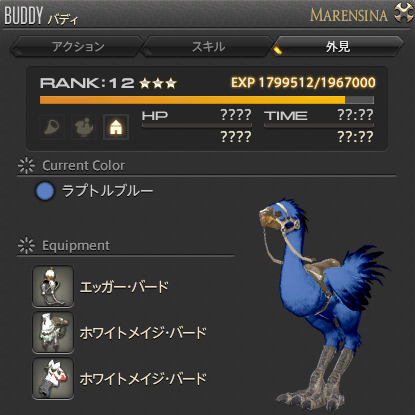 BUDDY バディ MARENSINA
アクション スキル 外見
RANK:12 ★★★ EXP 1799512/1967000
HP ???? TIME ??:??
???? ??:??
Current Color
ラプトルブルー
Equipment
エッガー・バード
ホワイトメイジ・バード
ホワイトメイジ・バード